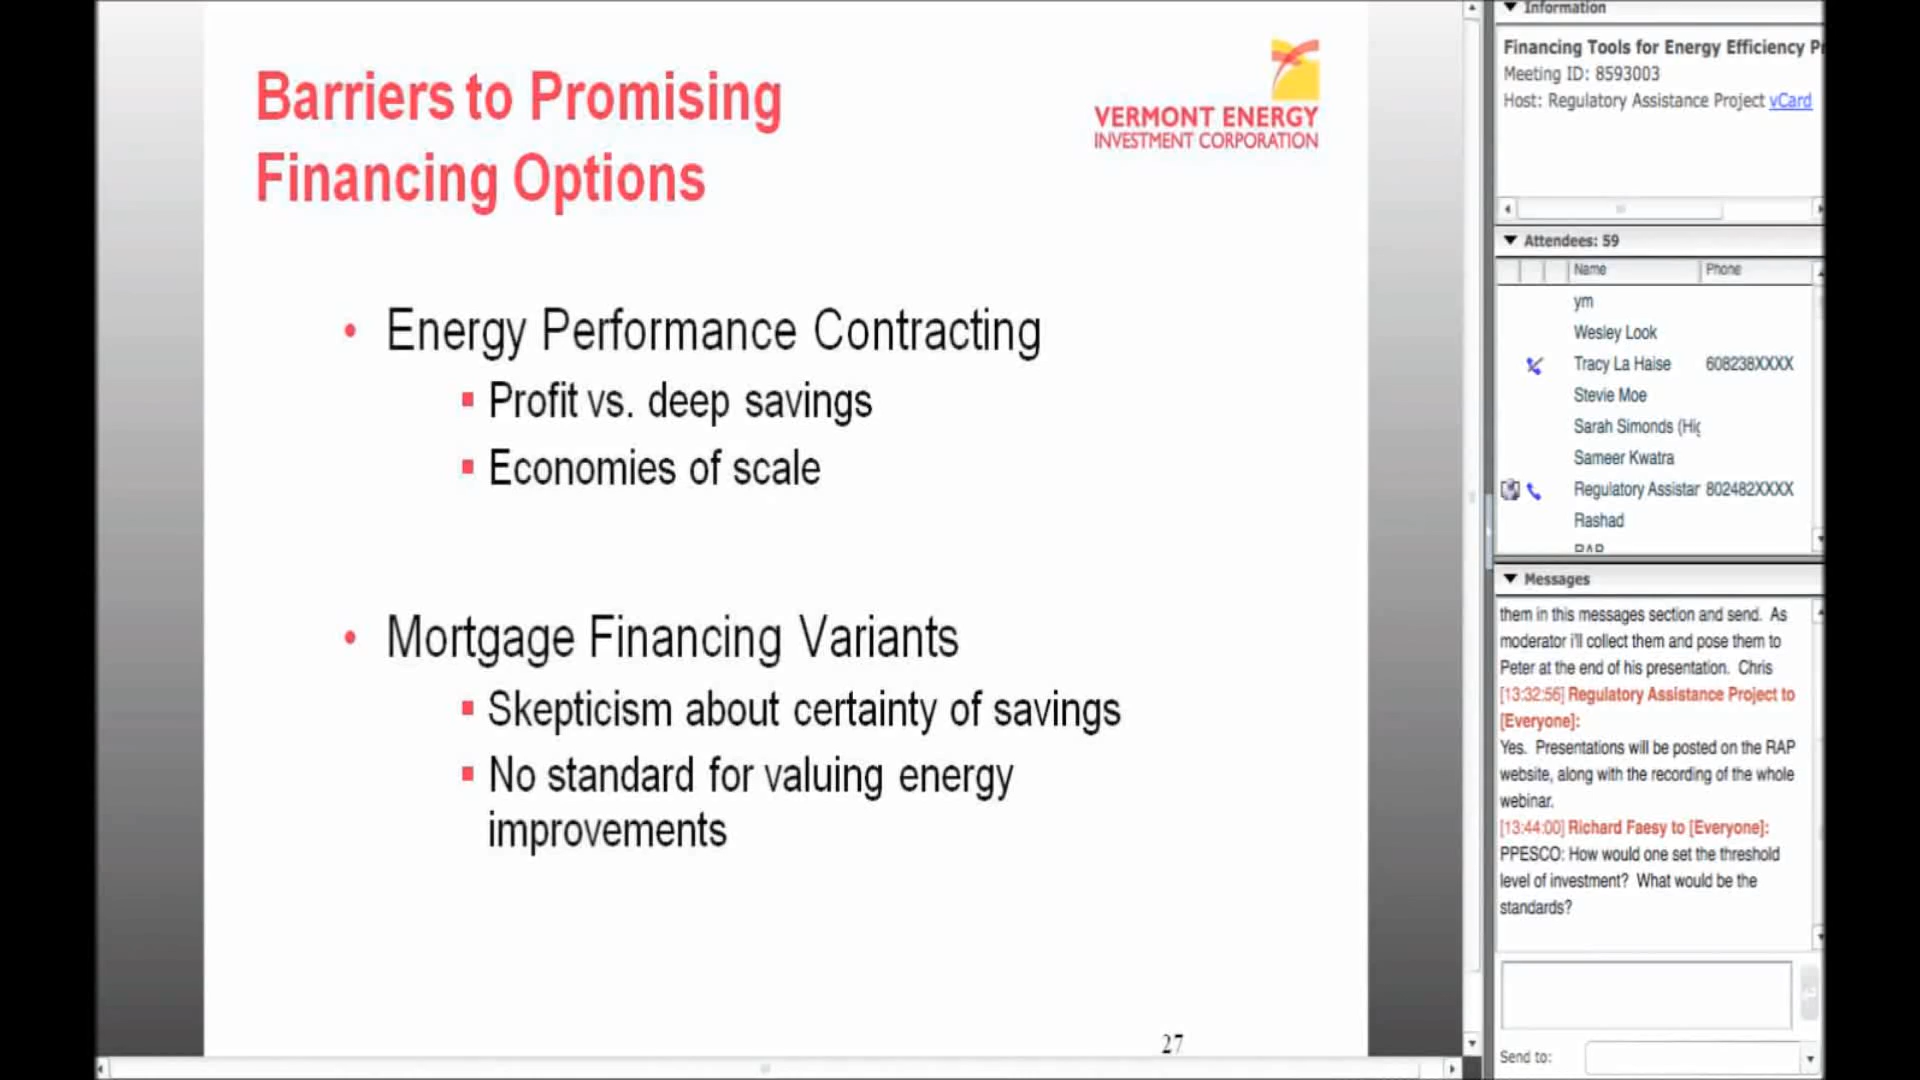 Barriers to Promising
Financing Options
VERMONT ENERGY
INVESTMENT CORPORATION
• Energy Performance Contracting
▪ Profit vs. deep savings
▪ Economies of scale
• Mortgage Financing Variants
▪ Skepticism about certainty of savings
▪ No standard for valuing energy
improvements
27
Information
Financing Tools for Energy Efficiency Pr
Meeting ID: 8593003
Host: Regulatory Assistance Project vCard
Attendees: 59
Name Phone
ym
Wesley Look
Tracy La Haise 608238XXXX
Stevie Moe
Sarah Simonds (Hig
Sameer Kwatra
Regulatory Assistar 802482XXXX
Rashad
RAP
Messages
them in this messages section and send. As
moderator i'll collect them and pose them to
Peter at the end of his presentation. Chris
[13:32:56] Regulatory Assistance Project to
[Everyone]:
Yes. Presentations will be posted on the RAP
website, along with the recording of the whole
webinar.
[13:44:00] Richard Faesy to [Everyone]:
PPESCO: How would one set the threshold
level of investment? What would be the
standards?
Send to: